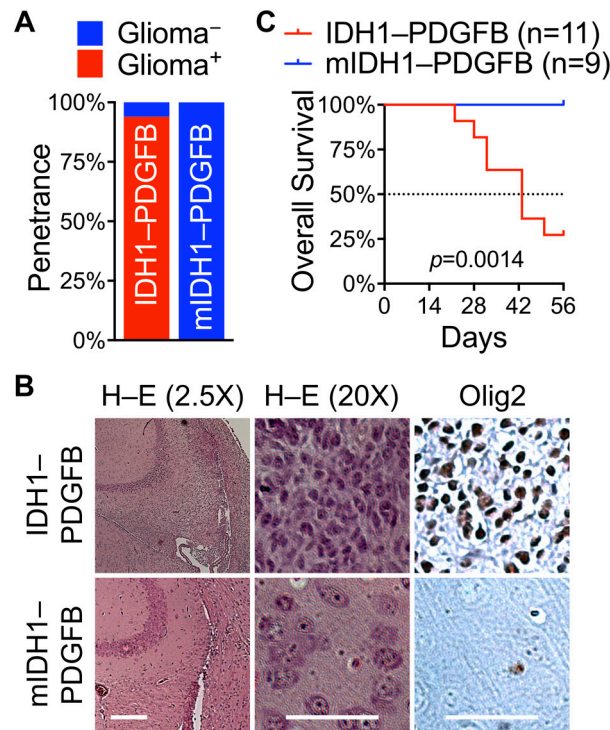 A
Glioma–
Glioma+
100%
75%
50%
25%
0%
Penetrance
IDH1–PDGFB
mIDH1–PDGFB
C
IDH1–PDGFB (n=11)
mIDH1–PDGFB (n=9)
100%
75%
50%
25%
0%
Overall Survival
p=0.0014
0 14 28 42 56
Days
B
H–E (2.5X) H–E (20X) Olig2
IDH1–
PDGFB
mIDH1–
PDGFB